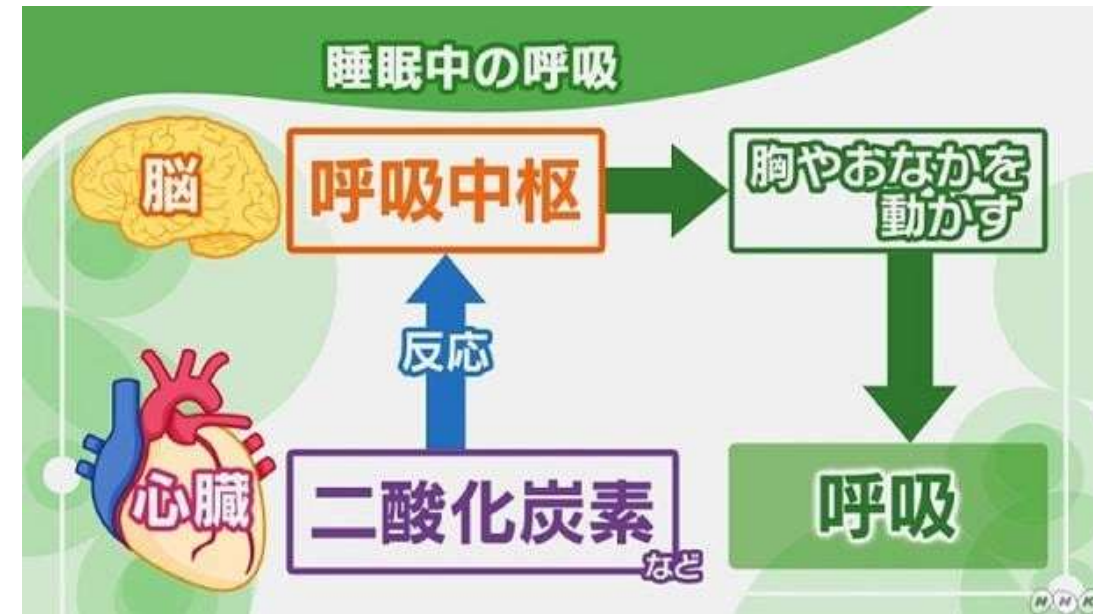 睡眠中の呼吸
脳
呼吸中枢
胸やおなかを
動かす
反応
心臓
二酸化炭素
など
呼吸
NHK